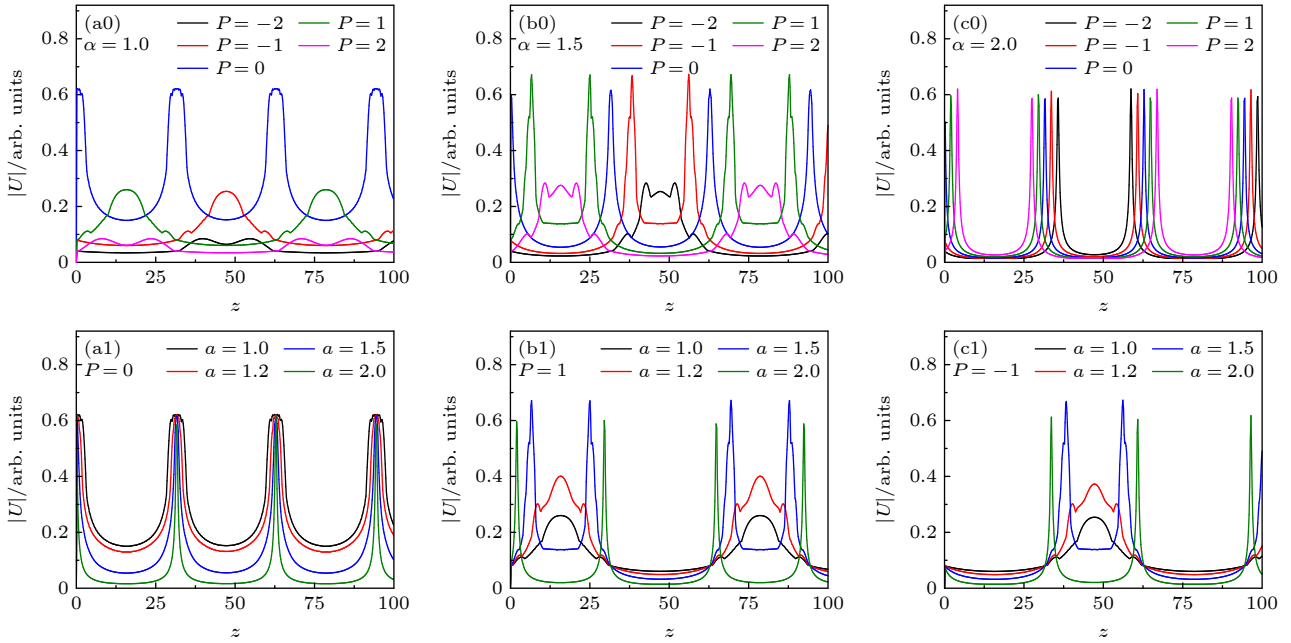 (a0) P = −2 P = 1
α = 1.0 P = −1 P = 2
P = 0
|U|/arb. units
0.8
0.6
0.4
0.2
0
0 25 50 75 100
z
(b0) P = −2 P = 1
α = 1.5 P = −1 P = 2
P = 0
|U|/arb. units
0.8
0.6
0.4
0.2
0
0 25 50 75 100
z
(c0) P = −2 P = 1
α = 2.0 P = −1 P = 2
P = 0
|U|/arb. units
0.8
0.6
0.4
0.2
0
0 25 50 75 100
z
(a1) a = 1.0 a = 1.5
P = 0 a = 1.2 a = 2.0
|U|/arb. units
0.8
0.6
0.4
0.2
0
0 25 50 75 100
z
(b1) a = 1.0 a = 1.5
P = 1 a = 1.2 a = 2.0
|U|/arb. units
0.8
0.6
0.4
0.2
0
0 25 50 75 100
z
(c1) a = 1.0 a = 1.5
P = −1 a = 1.2 a = 2.0
|U|/arb. units
0.8
0.6
0.4
0.2
0
0 25 50 75 100
z